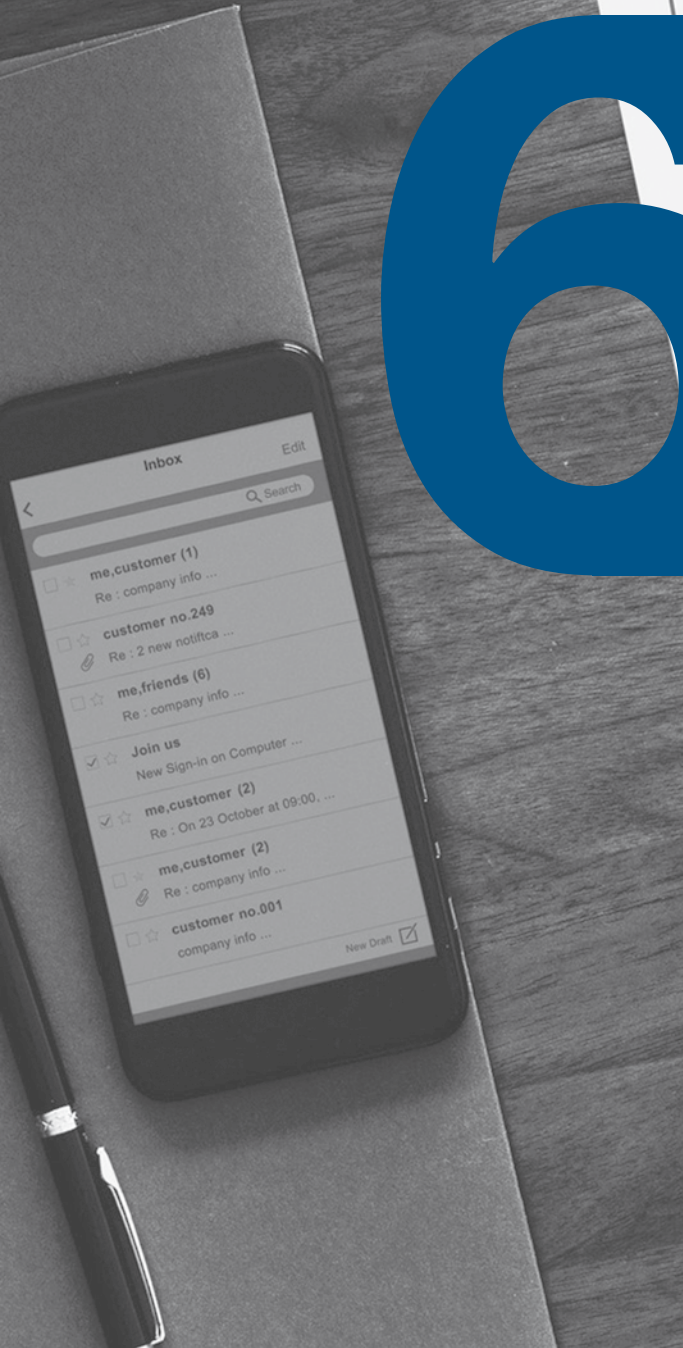 6
Inbox
Edit
Search
me,customer (1)
Re : company info ...
customer no.249
Re : 2 new notiftca ...
me,friends (6)
Re : company info ...
Join us
New Sign-in on Computer ...
me,customer (2)
Re : On 23 October at 09:00, ...
me,customer (2)
Re : company info ...
customer no.001
company info ...
New Draft